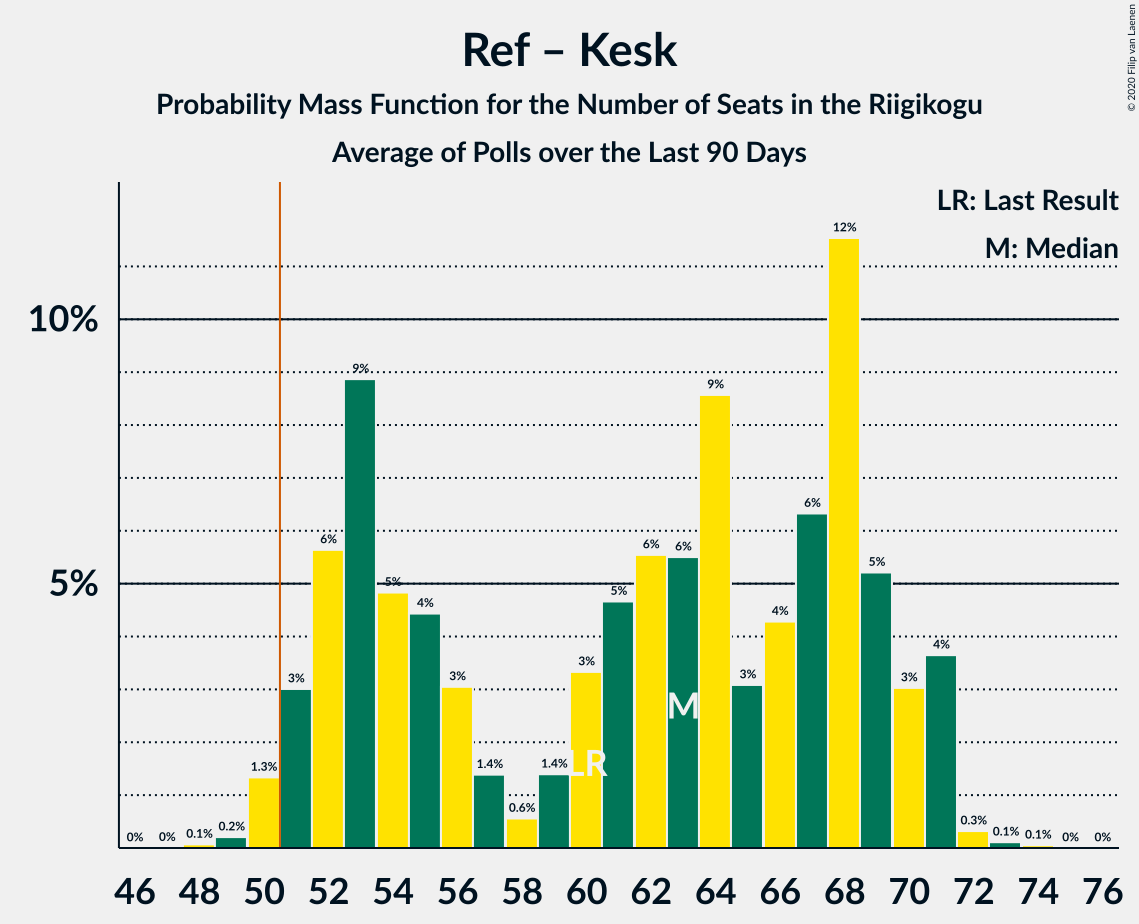 Ref – Kesk
Probability Mass Function for the Number of Seats in the Riigikogu
Average of Polls over the Last 90 Days
© 2020 Filip van Laenen
LR: Last Result
M: Median
10%
5%
0% 0% 0.1% 0.2% 1.3% 3% 6% 9% 5% 4% 3% 1.4% 0.6% 1.4% 3% 5% 6% 6% 9% 3% 4% 6% 12% 5% 3% 4% 0.3% 0.1% 0.1% 0% 0%
M
LR
46 48 50 52 54 56 58 60 62 64 66 68 70 72 74 76